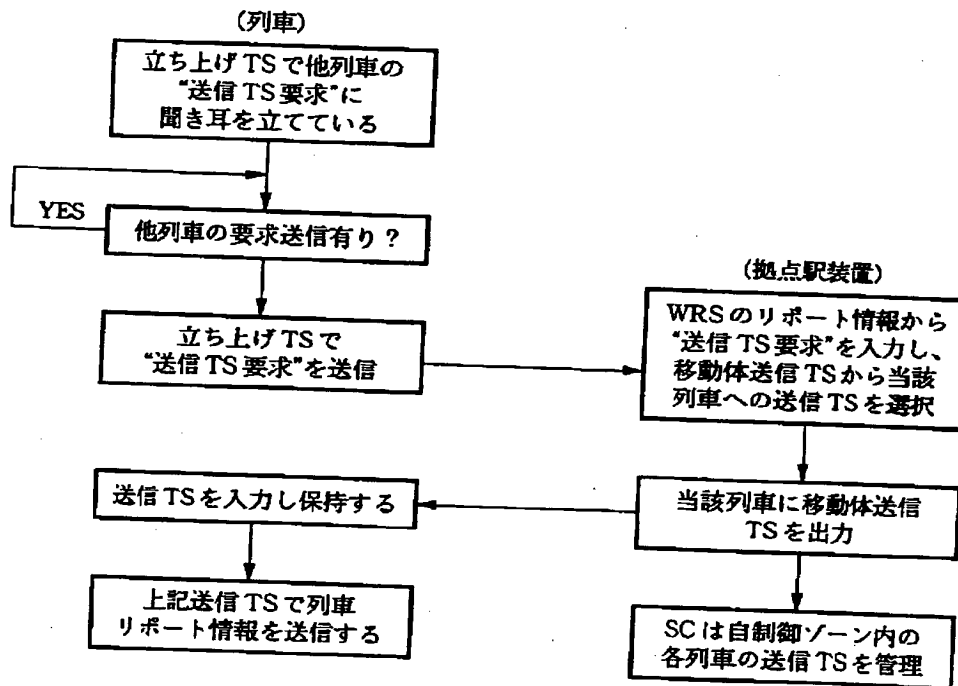 (列車)
立ち上げTSで他列車の
“送信TS要求”に
聞き耳を立てている
YES
他列車の要求送信有り?
立ち上げTSで
“送信TS要求”を送信
(拠点駅装置)
WRSのリポート情報から
“送信TS要求”を入力し、
移動体送信TSから当該
列車への送信TSを選択
送信TSを入力し保持する
当該列車に移動体送信
TSを出力
上記送信TSで列車
リポート情報を送信する
SCは自制御ゾーン内の
各列車の送信TSを管理